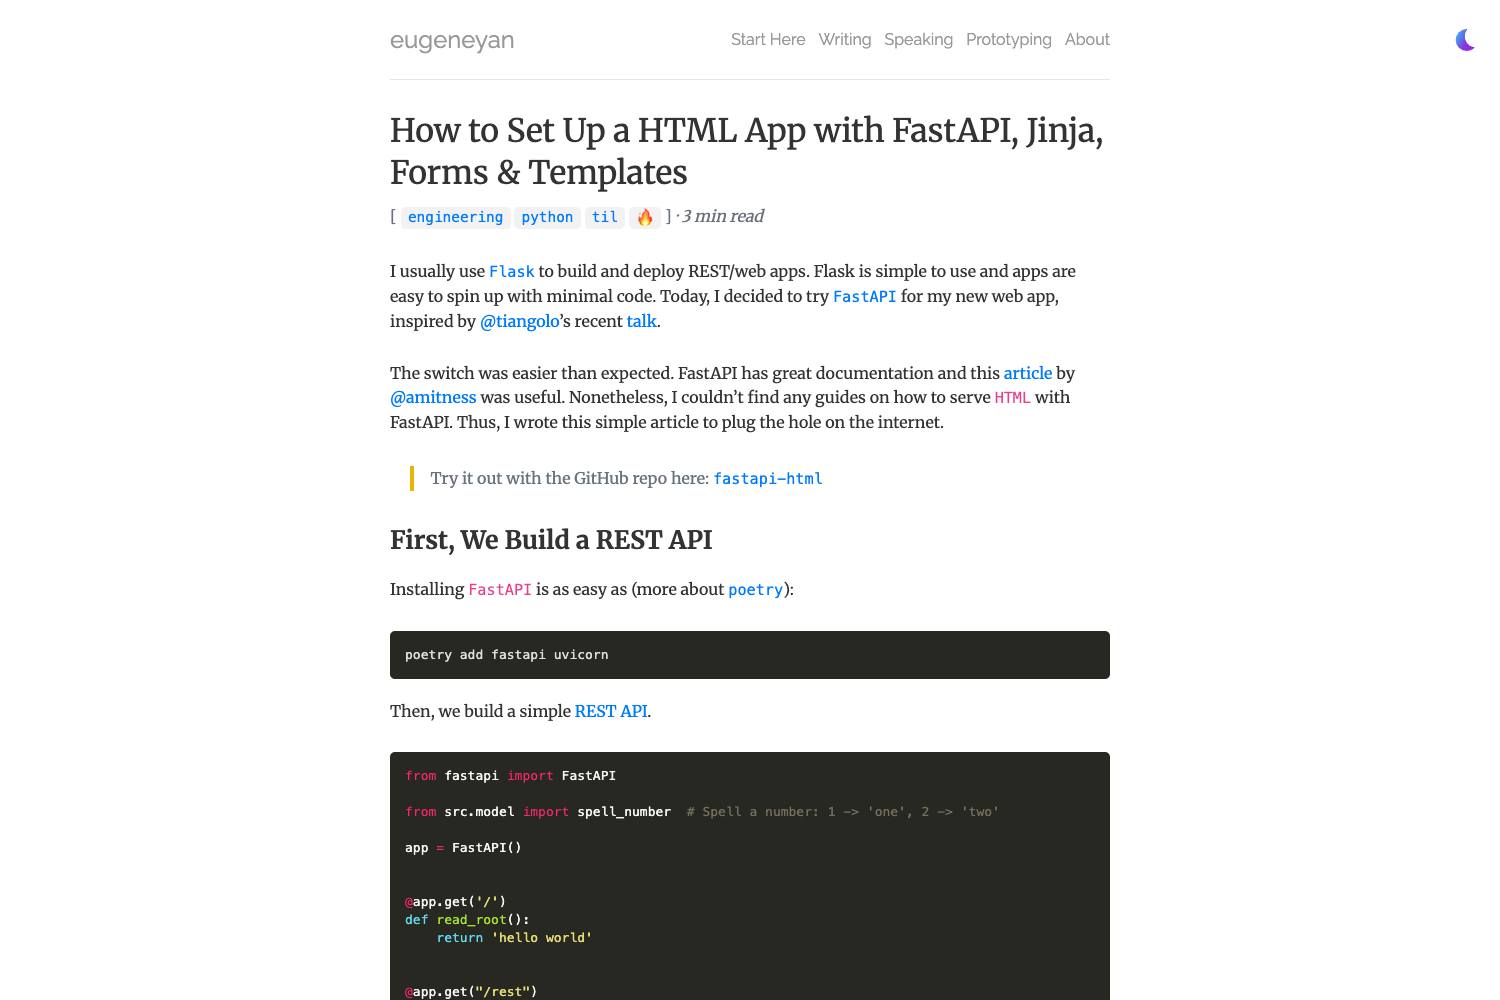 eugeneyan
Start Here Writing Speaking Prototyping About
How to Set Up a HTML App with FastAPI, Jinja,
Forms & Templates
[ engineering python til 🔥 ] · 3 min read
I usually use Flask to build and deploy REST/web apps. Flask is simple to use and apps are
easy to spin up with minimal code. Today, I decided to try FastAPI for my new web app,
inspired by @tiangolo’s recent talk.
The switch was easier than expected. FastAPI has great documentation and this article by
@amitness was useful. Nonetheless, I couldn’t find any guides on how to serve HTML with
FastAPI. Thus, I wrote this simple article to plug the hole on the internet.
Try it out with the GitHub repo here: fastapi-html
First, We Build a REST API
Installing FastAPI is as easy as (more about poetry):
poetry add fastapi uvicorn
Then, we build a simple REST API.
from fastapi import FastAPI
from src.model import spell_number  # Spell a number: 1 -> 'one', 2 -> 'two'
app = FastAPI()
@app.get('/')
def read_root():
    return 'hello world'
@app.get("/rest")